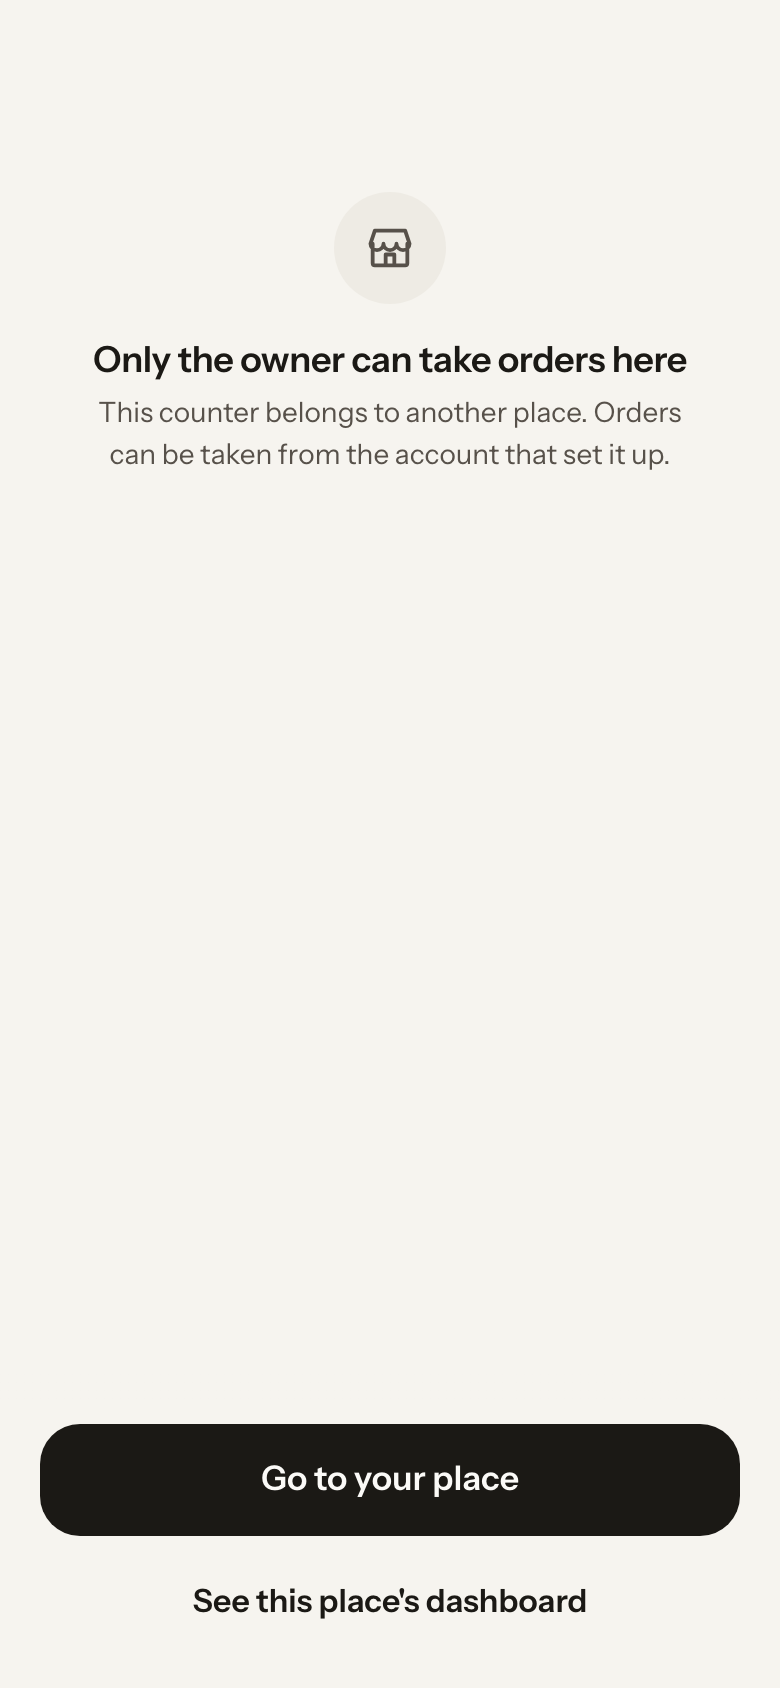 Only the owner can take orders here
This counter belongs to another place. Orders
can be taken from the account that set it up.
Go to your place
See this place's dashboard